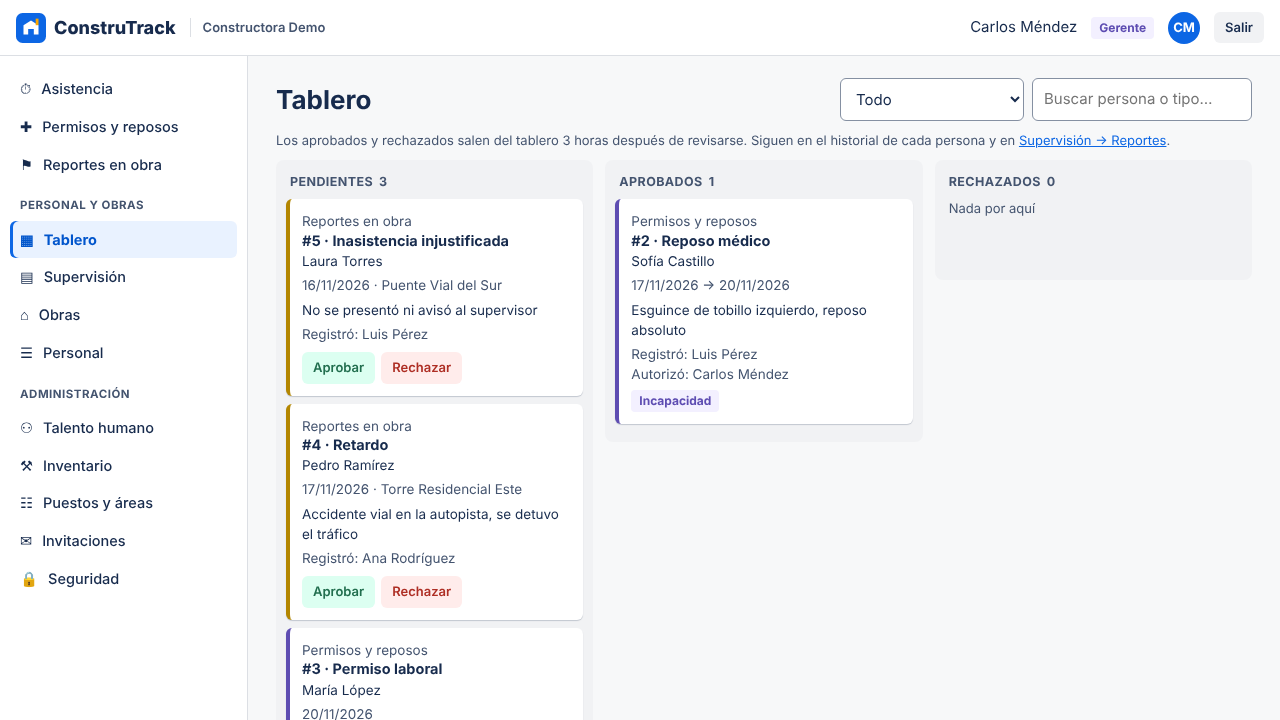 ConstruTrack
Constructora Demo
Carlos Méndez
Gerente
CM
Salir
Asistencia
Permisos y reposos
Reportes en obra
PERSONAL Y OBRAS
Tablero
Supervisión
Obras
Personal
ADMINISTRACIÓN
Talento humano
Inventario
Puestos y áreas
Invitaciones
Seguridad
Tablero
Todo
Buscar persona o tipo...
Los aprobados y rechazados salen del tablero 3 horas después de revisarse. Siguen en el historial de cada persona y en Supervisión → Reportes.
PENDIENTES 3
Reportes en obra
#5 · Inasistencia injustificada
Laura Torres
16/11/2026 · Puente Vial del Sur
No se presentó ni avisó al supervisor
Registró: Luis Pérez
Aprobar
Rechazar
Reportes en obra
#4 · Retardo
Pedro Ramírez
17/11/2026 · Torre Residencial Este
Accidente vial en la autopista, se detuvo
el tráfico
Registró: Ana Rodríguez
Aprobar
Rechazar
Permisos y reposos
#3 · Permiso laboral
María López
20/11/2026
APROBADOS 1
Permisos y reposos
#2 · Reposo médico
Sofía Castillo
17/11/2026 → 20/11/2026
Esguince de tobillo izquierdo, reposo
absoluto
Registró: Luis Pérez
Autorizó: Carlos Méndez
Incapacidad
RECHAZADOS 0
Nada por aquí